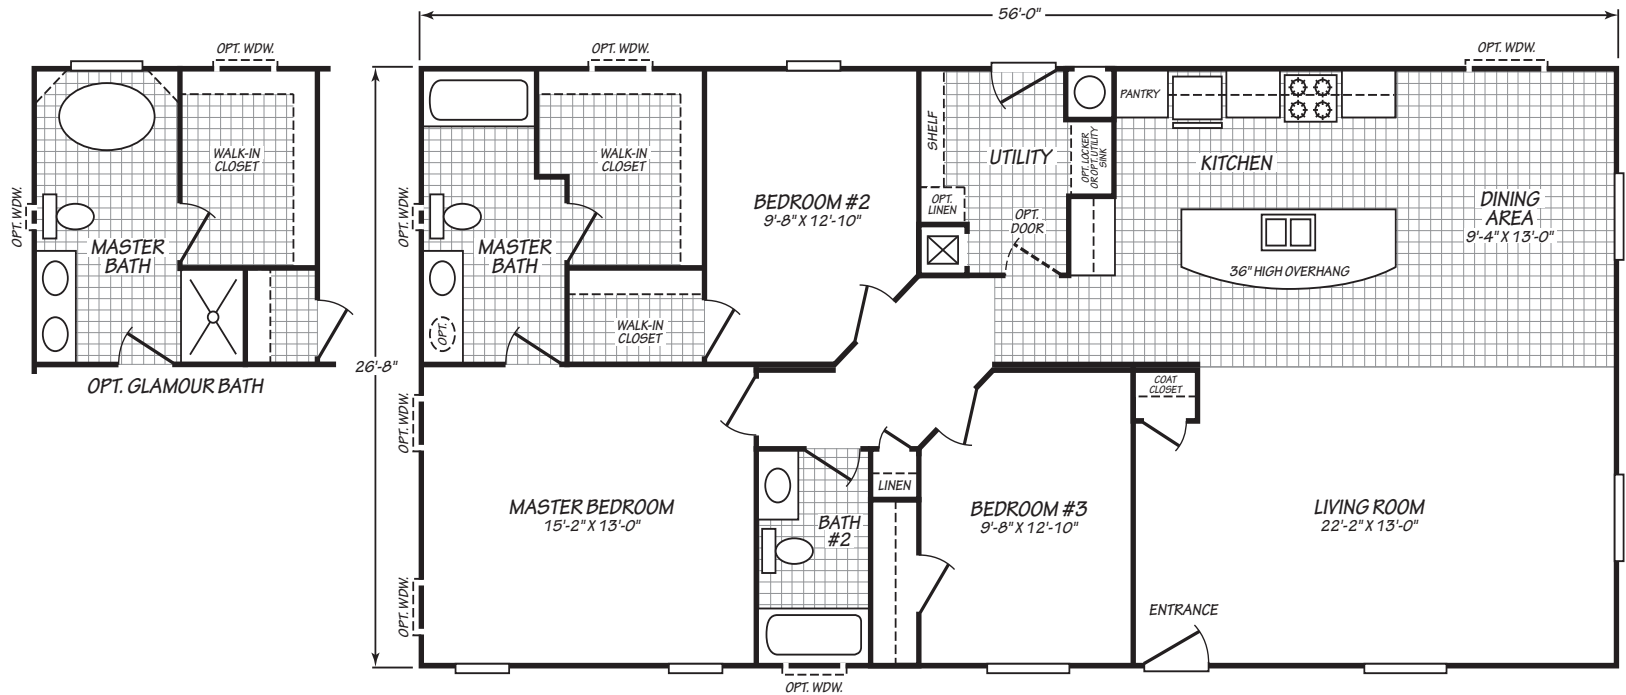 56'-0"
OPT. WDW.
OPT. WDW.
OPT. WDW.
WALK-IN
CLOSET
OPT. WDW.
MASTER
BATH
OPT. GLAMOUR BATH
26'-8"
WALK-IN
CLOSET
OPT. WDW.
MASTER
BATH
OPT.
WALK-IN
CLOSET
BEDROOM #2
9'-8" X 12'-10"
SHELF
UTILITY
OPT.
LINEN
OPT.
DOOR
OPT. LOCKER
OR OPT. UTILITY
SINK
PANTRY
KITCHEN
36" HIGH OVERHANG
DINING
AREA
9'-4" X 13'-0"
OPT. WDW.
OPT. WDW.
MASTER BEDROOM
15'-2" X 13'-0"
BATH
#2
LINEN
BEDROOM #3
9'-8" X 12'-10"
COAT
CLOSET
LIVING ROOM
22'-2" X 13'-0"
ENTRANCE
OPT. WDW.